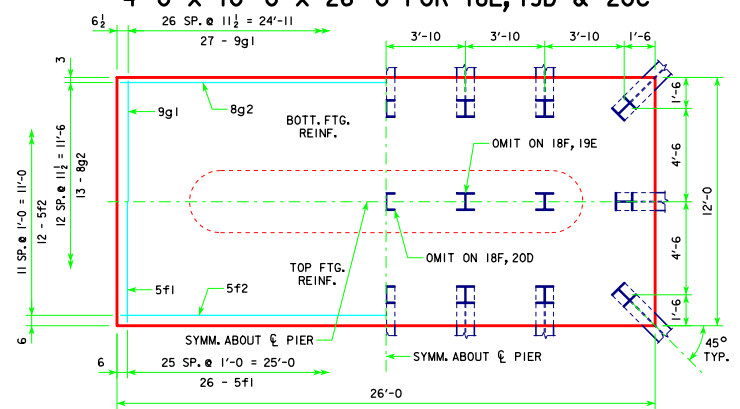 6½
26 SP. @ 11½ = 24'-11
27 - 9g1
3'-10
3'-10
3'-10
1'-6
3
9g1
8g2
BOTT. FTG.
REINF.
OMIT ON 18F, 19E
1'-6
4'-6
12'-0
4'-6
1'-6
11 SP. @ 1'-0 = 11'-0
12 - 5f2
12 SP. @ 11½ = 11'-6
13 - 8g2
OMIT ON 18F, 20D
TOP FTG.
REINF.
5f1
5f2
6
SYMM. ABOUT ℄ PIER
SYMM. ABOUT ℄ PIER
45°
TYP.
6
25 SP. @ 1'-0 = 25'-0
26 - 5f1
26'-0